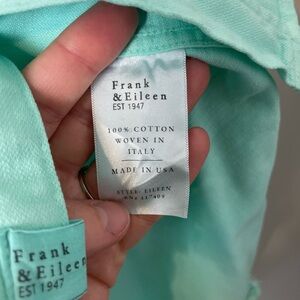 Frank
& Eileen
EST 1947
100% COTTON
WOVEN IN
ITALY
MADE IN USA
STYLE: EILEEN
Frank
& Eileen
EST 1947